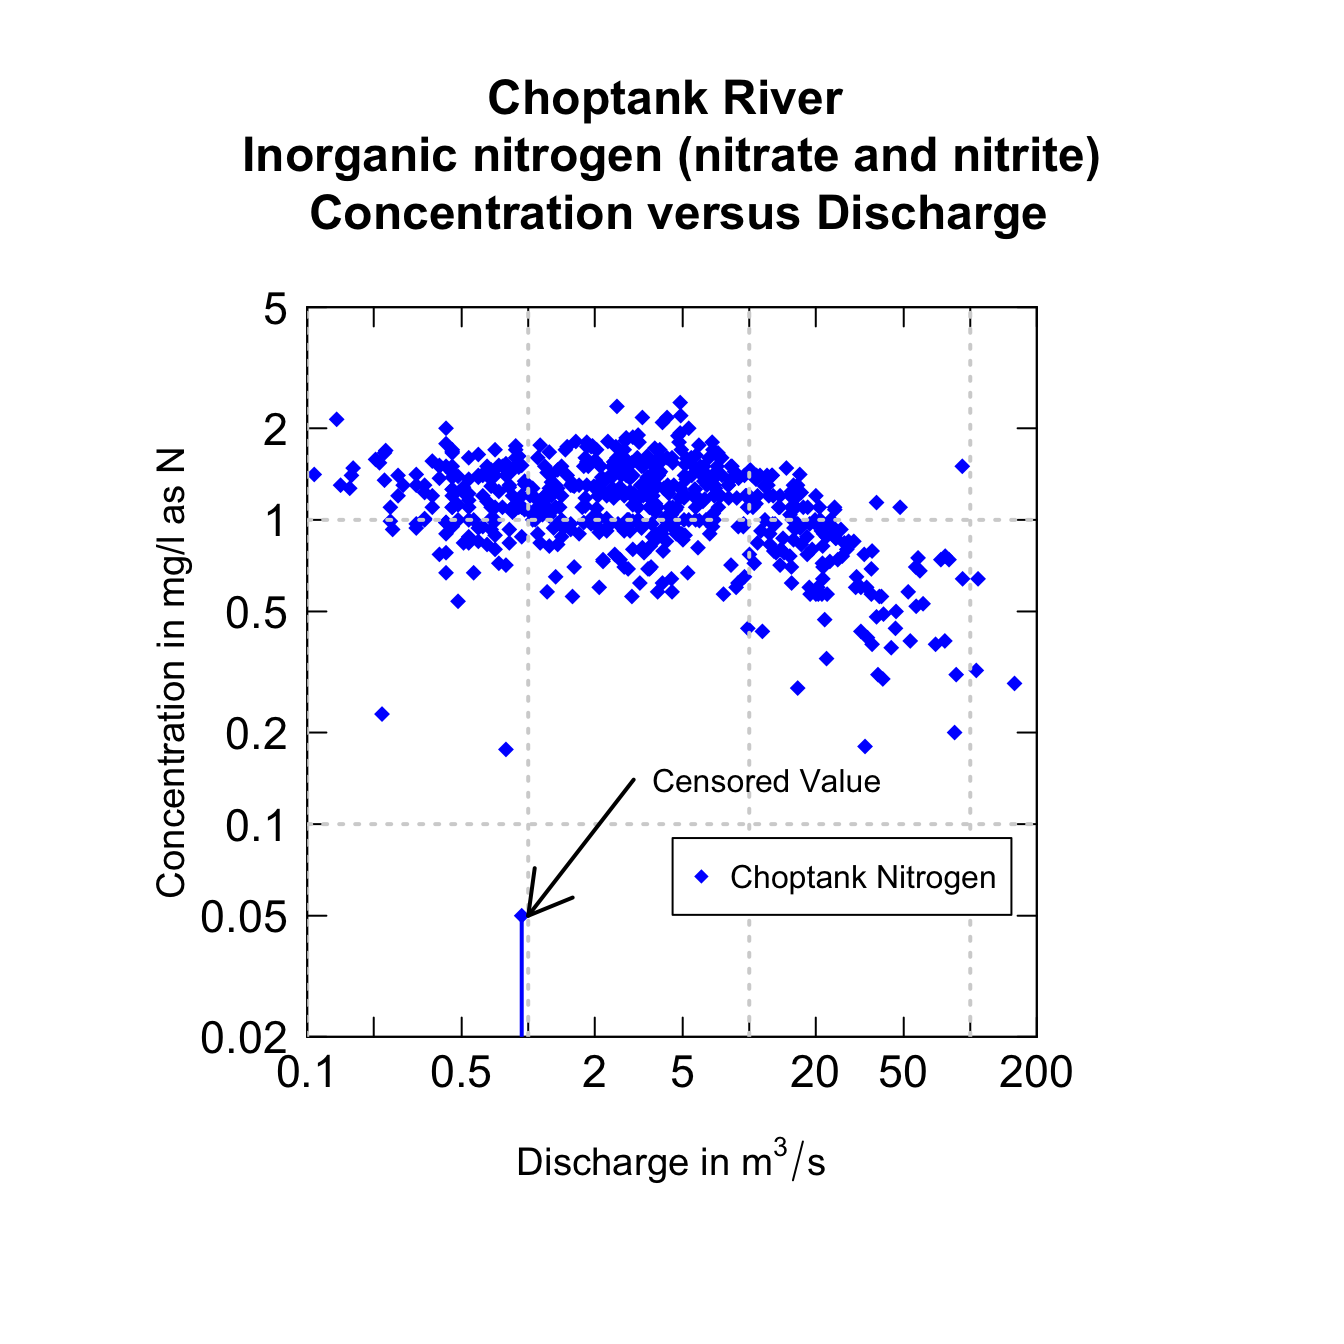 Choptank River
Inorganic nitrogen (nitrate and nitrite)
Concentration versus Discharge
5
2
1
0.5
0.2
0.1
0.05
0.02
Concentration in mg/l as N
Censored Value
Choptank Nitrogen
0.1 0.5 2 5 20 50 200
Discharge in m³/s